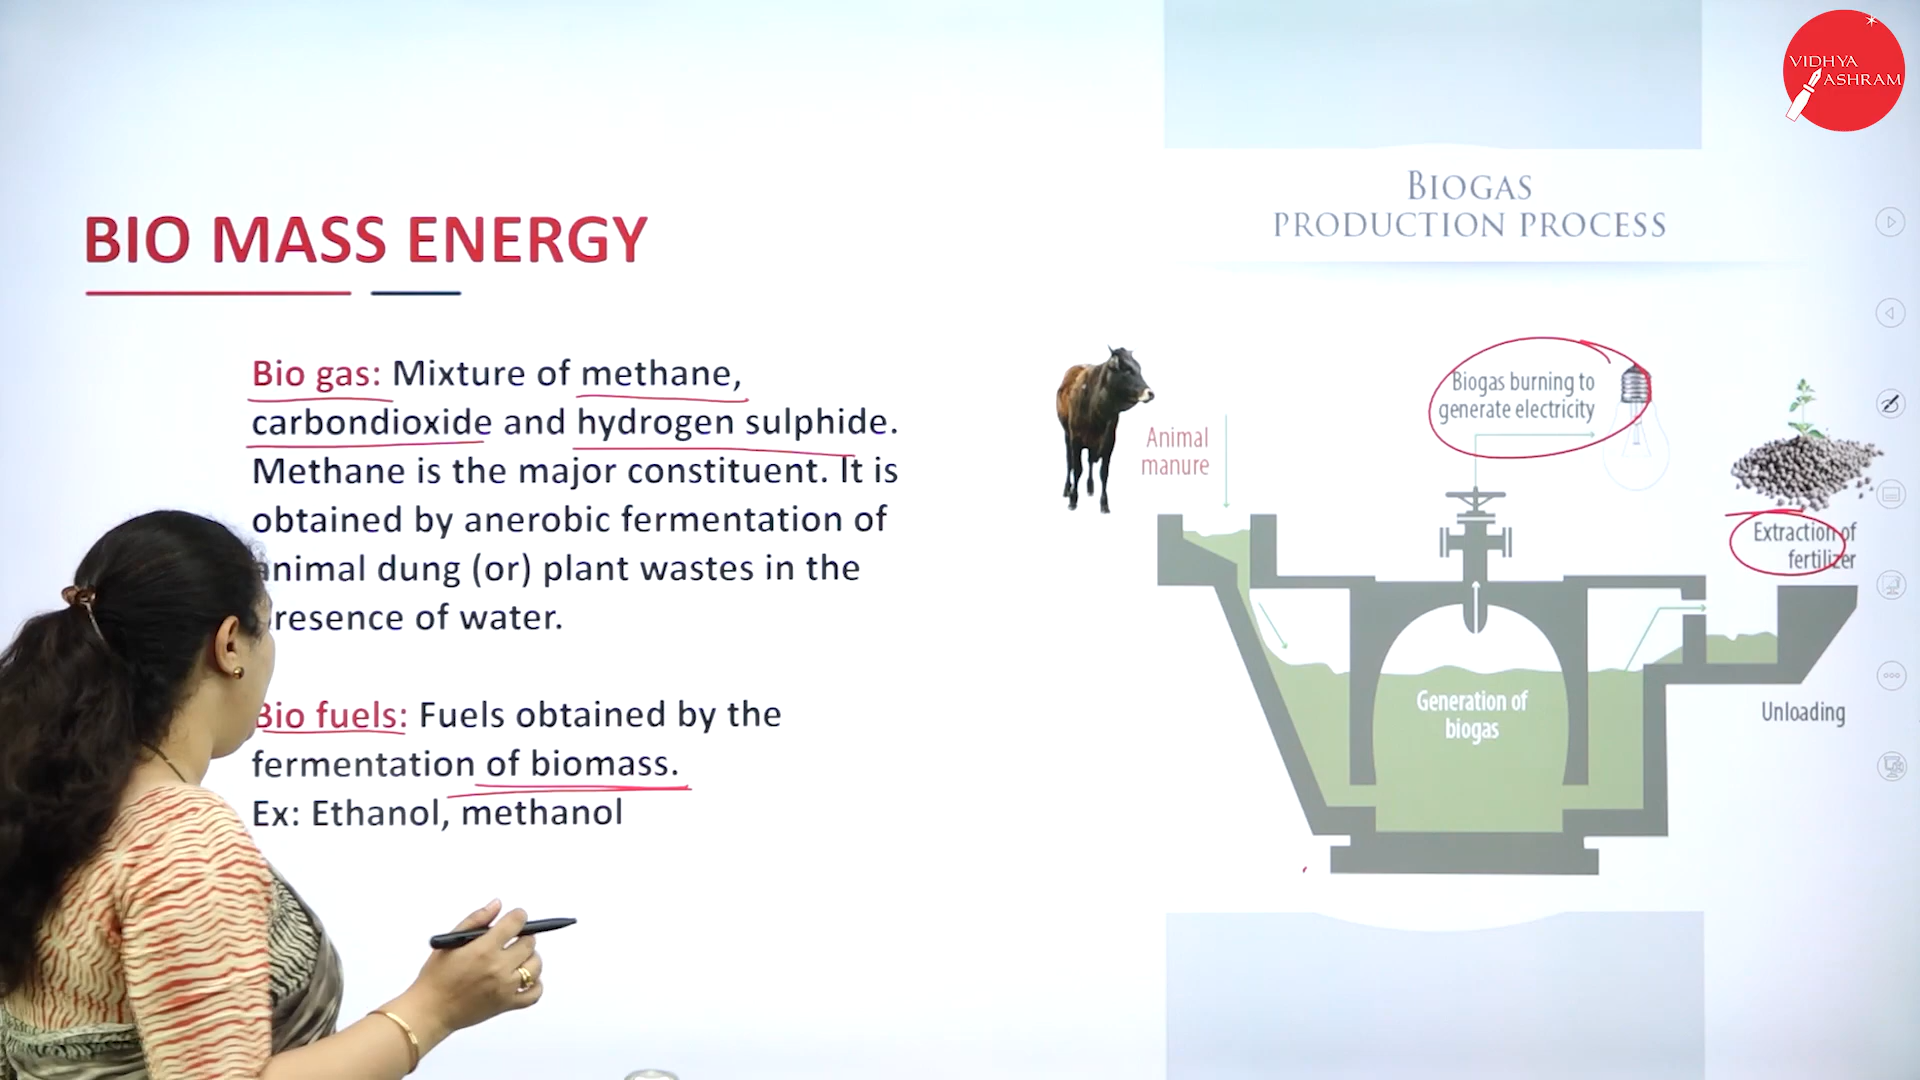 VIDHYA
ASHRAM
BIO MASS ENERGY
Bio gas: Mixture of methane,
carbondioxide and hydrogen sulphide.
Methane is the major constituent. It is
obtained by anerobic fermentation of
animal dung (or) plant wastes in the
presence of water.
Bio fuels: Fuels obtained by the
fermentation of biomass.
Ex: Ethanol, methanol
BIOGAS
PRODUCTION PROCESS
Animal
manure
Biogas burning to
generate electricity
Extraction of
fertilizer
Generation of
biogas
Unloading